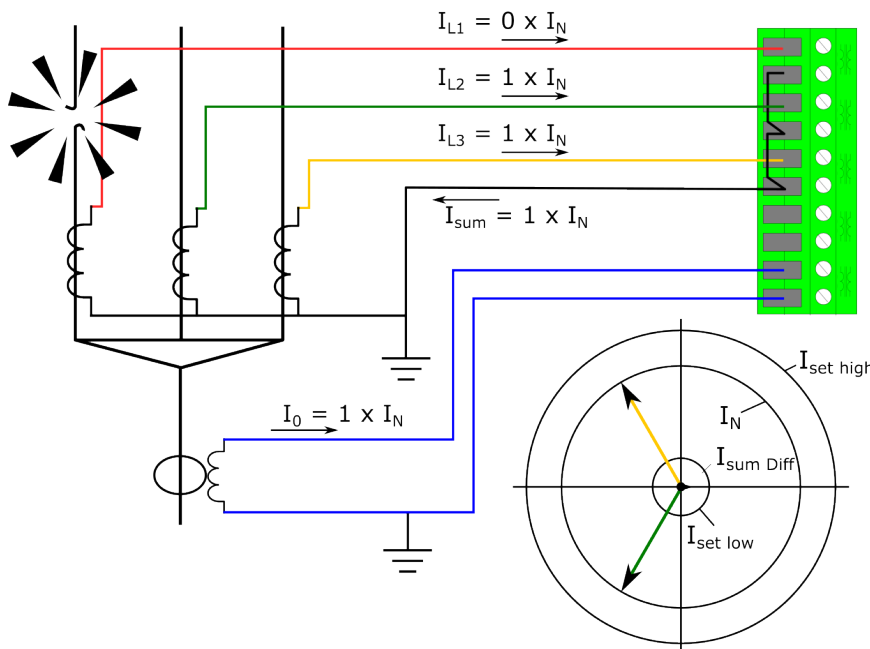 I_L1 = 0 x I_N
I_L2 = 1 x I_N
I_L3 = 1 x I_N
I_sum = 1 x I_N
I_0 = 1 x I_N
I_set high
I_N
I_sum Diff
I_set low